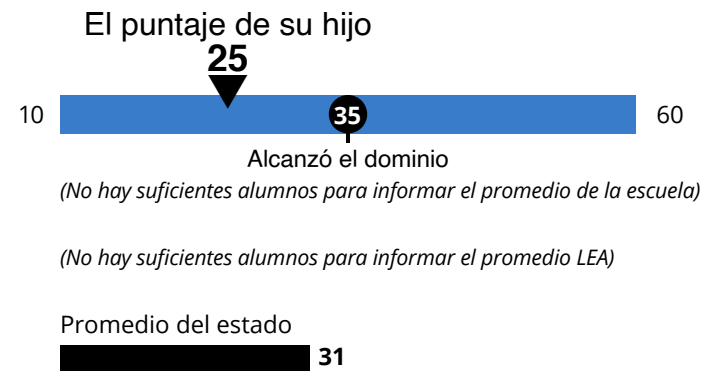 El puntaje de su hijo
25
10 35 60
Alcanzó el dominio
(No hay suficientes alumnos para informar el promedio de la escuela)
(No hay suficientes alumnos para informar el promedio LEA)
Promedio del estado
31